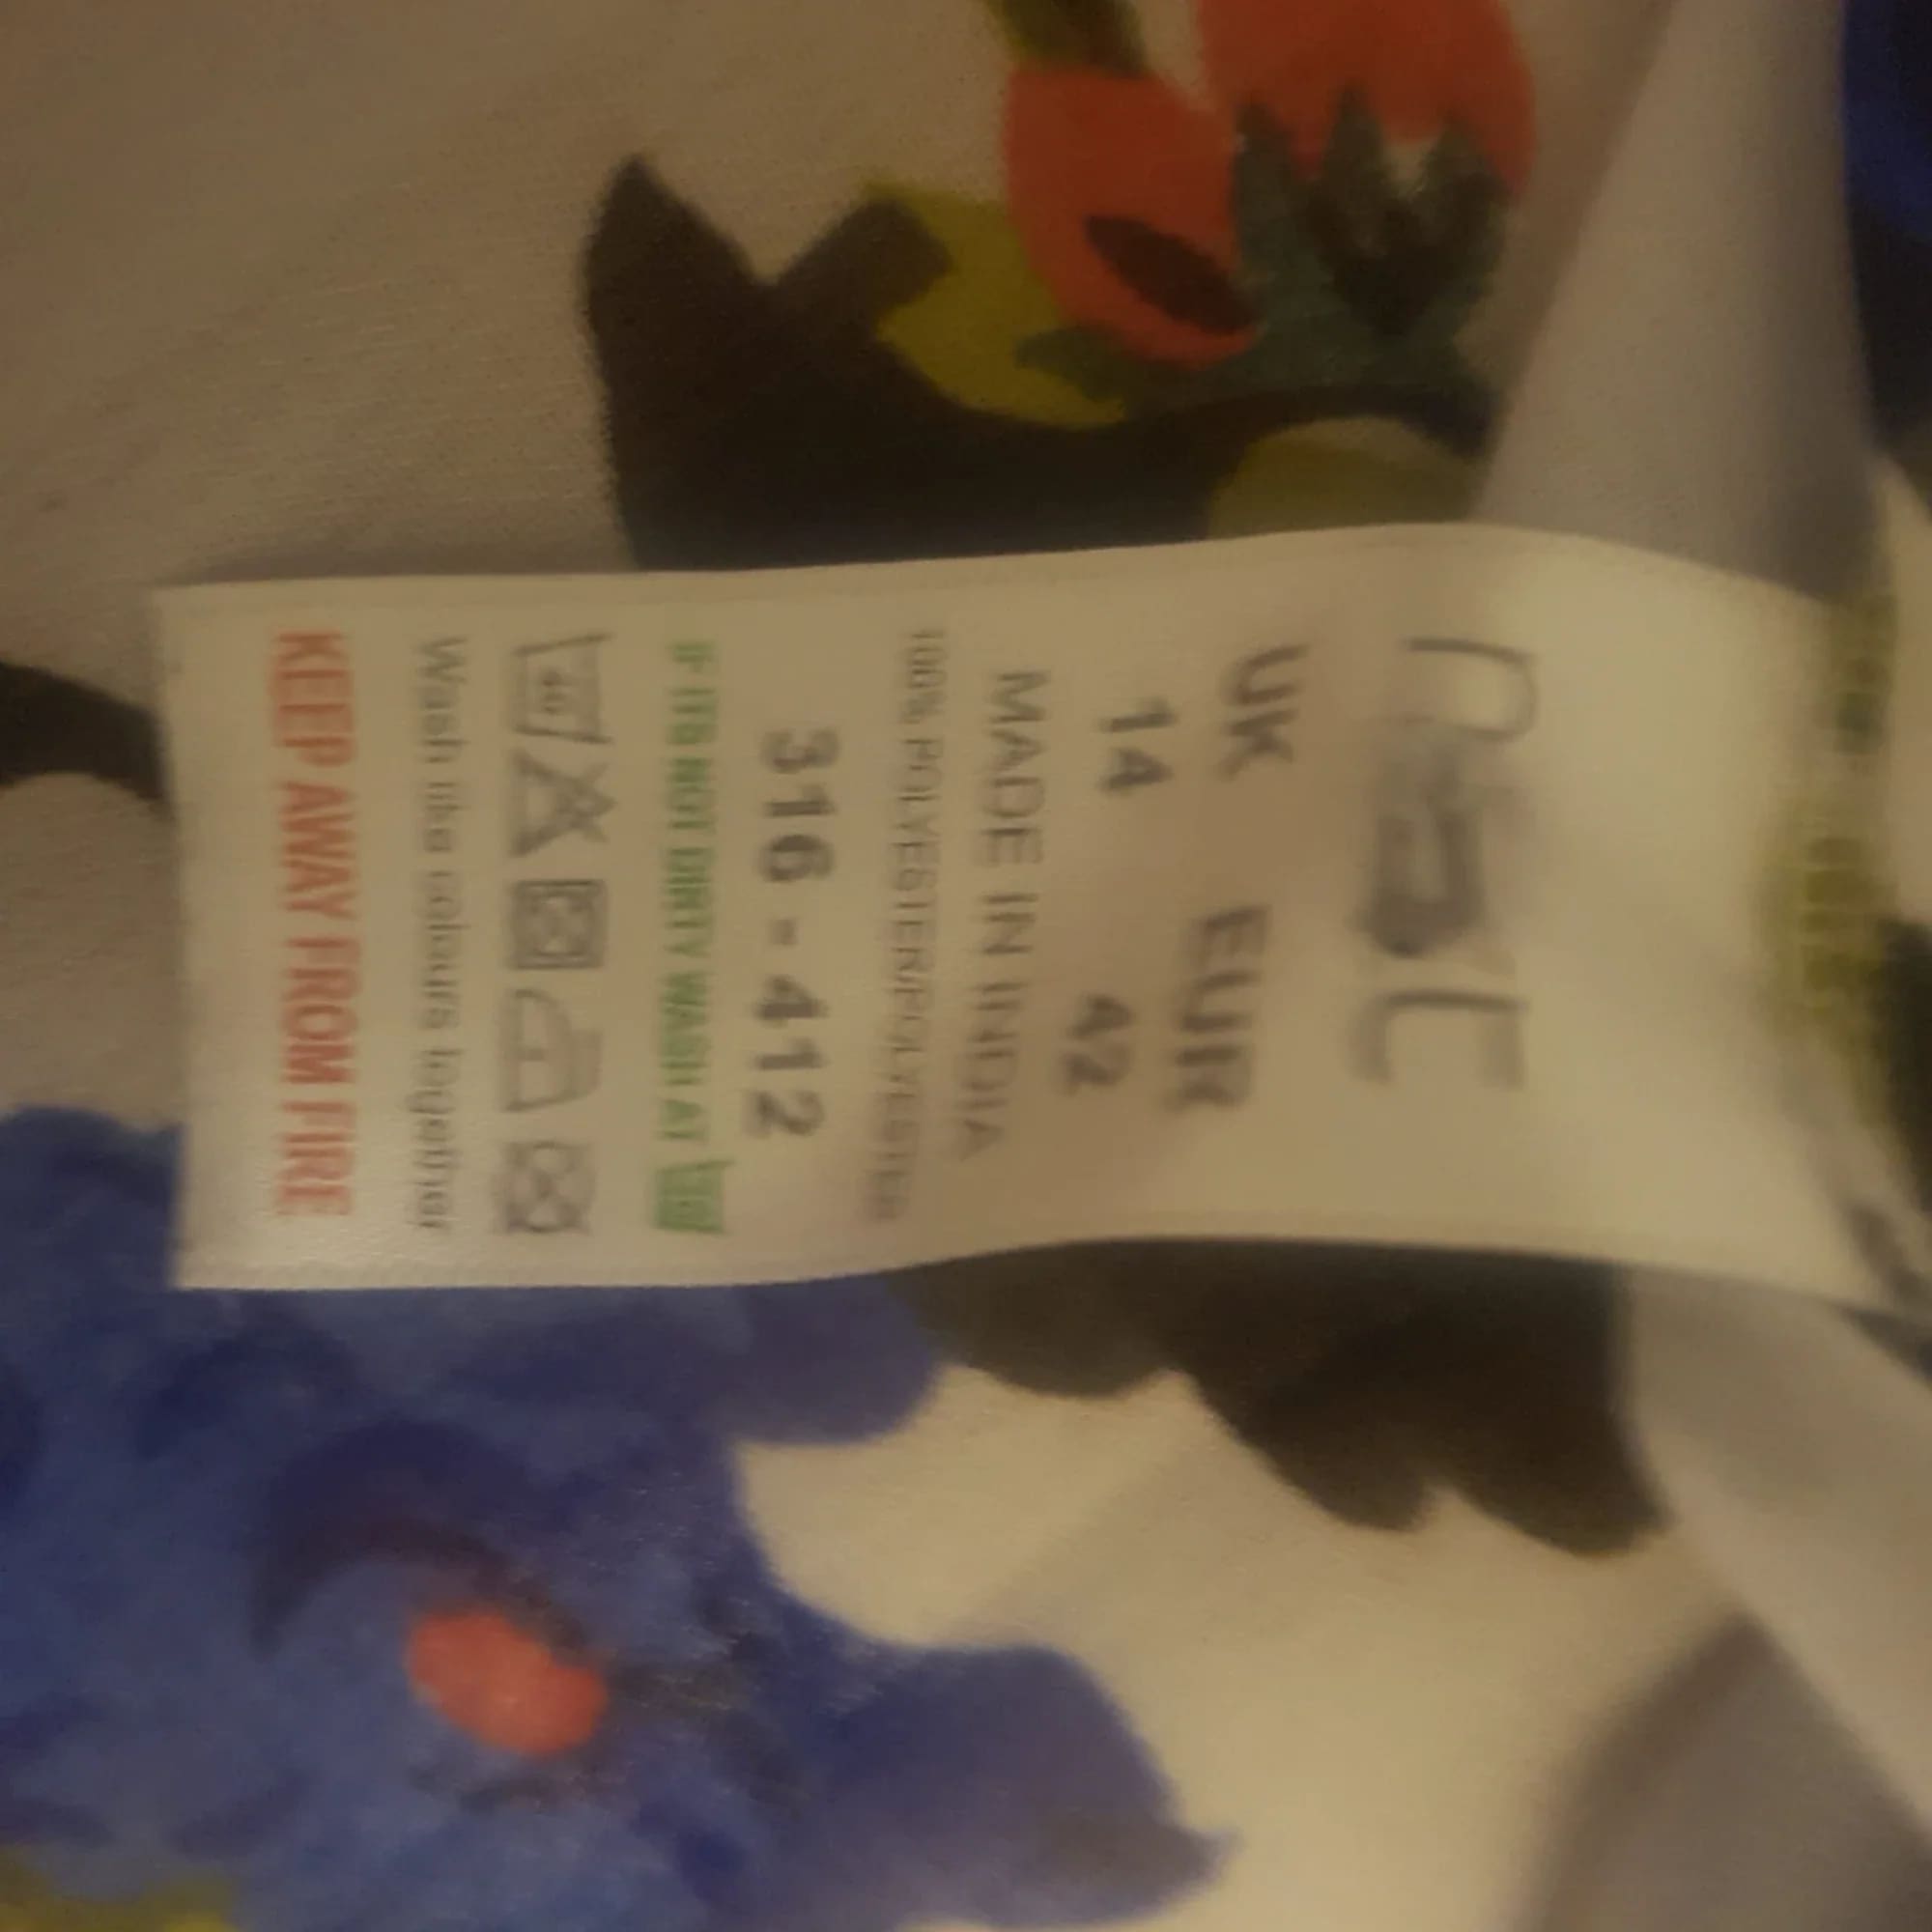 UK EUR
14 42
MADE IN INDIA
100% POLYESTER/POLYESTER
316 - 412
IF ITS NOT DIRTY WASH AT
40
Wash like colours together
KEEP AWAY FROM FIRE